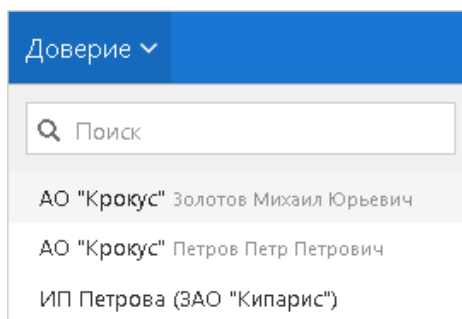 Доверие
Поиск
АО "Крокус" Золотов Михаил Юрьевич
АО "Крокус" Петров Петр Петрович
ИП Петрова (ЗАО "Кипарис")